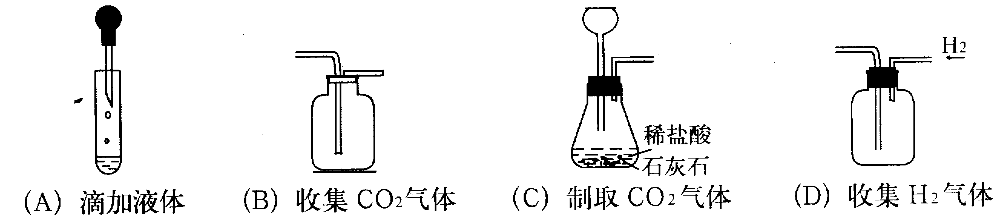 H₂
稀盐酸
石灰石
(A) 滴加液体
(B) 收集 CO₂气体
(C) 制取 CO₂气体
(D) 收集 H₂气体